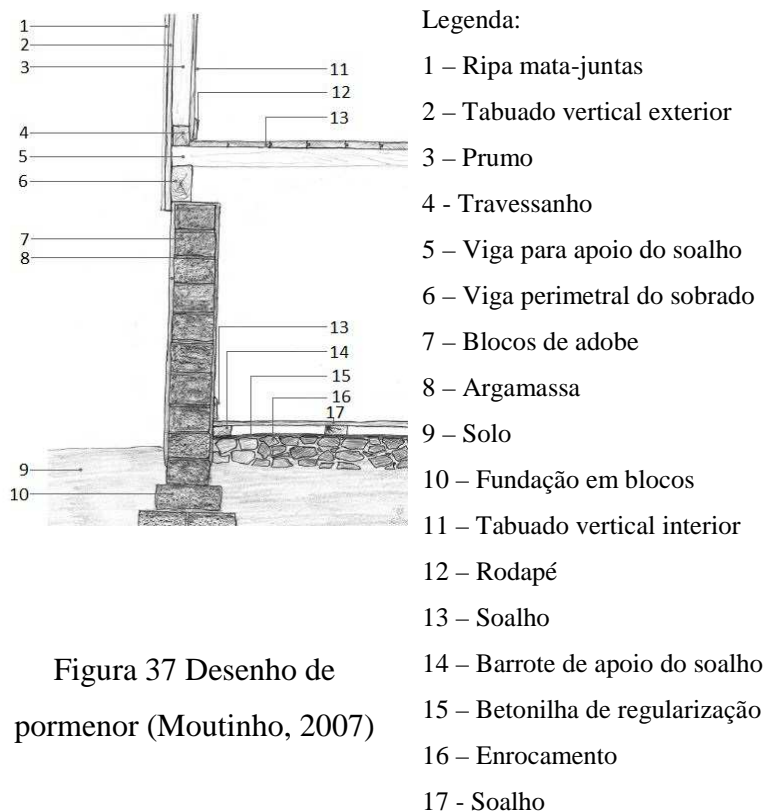 1
2
3
4
5
6
7
8
9
10
11
12
13
13
14
15
16
17
Legenda:
1 – Ripa mata-juntas
2 – Tabuado vertical exterior
3 – Prumo
4 - Travessanho
5 – Viga para apoio do soalho
6 – Viga perimetral do sobrado
7 – Blocos de adobe
8 – Argamassa
9 – Solo
10 – Fundação em blocos
11 – Tabuado vertical interior
12 – Rodapé
13 – Soalho
14 – Barrote de apoio do soalho
15 – Betonilha de regularização
16 – Enrocamento
17 - Soalho
Figura 37 Desenho de
pormenor (Moutinho, 2007)